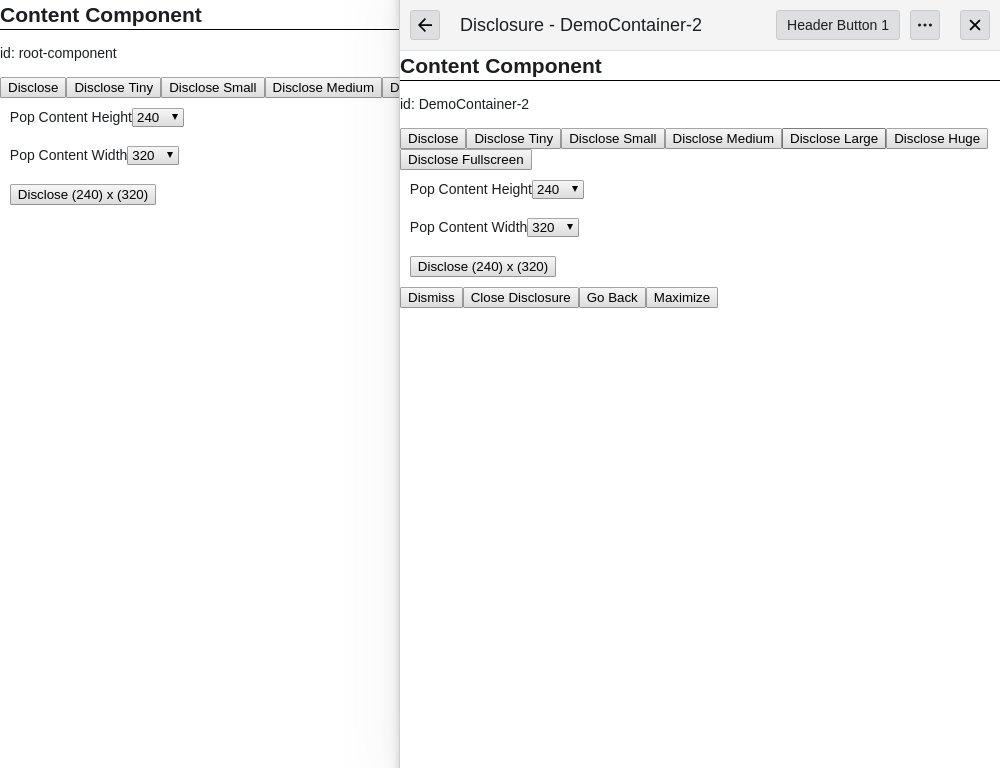 Content Component
id: root-component
Disclose Disclose Tiny Disclose Small Disclose Medium D
Pop Content Height 240
Pop Content Width 320
Disclose (240) x (320)
Disclosure - DemoContainer-2 Header Button 1
Content Component
id: DemoContainer-2
Disclose Disclose Tiny Disclose Small Disclose Medium Disclose Large Disclose Huge
Disclose Fullscreen
Pop Content Height 240
Pop Content Width 320
Disclose (240) x (320)
Dismiss Close Disclosure Go Back Maximize